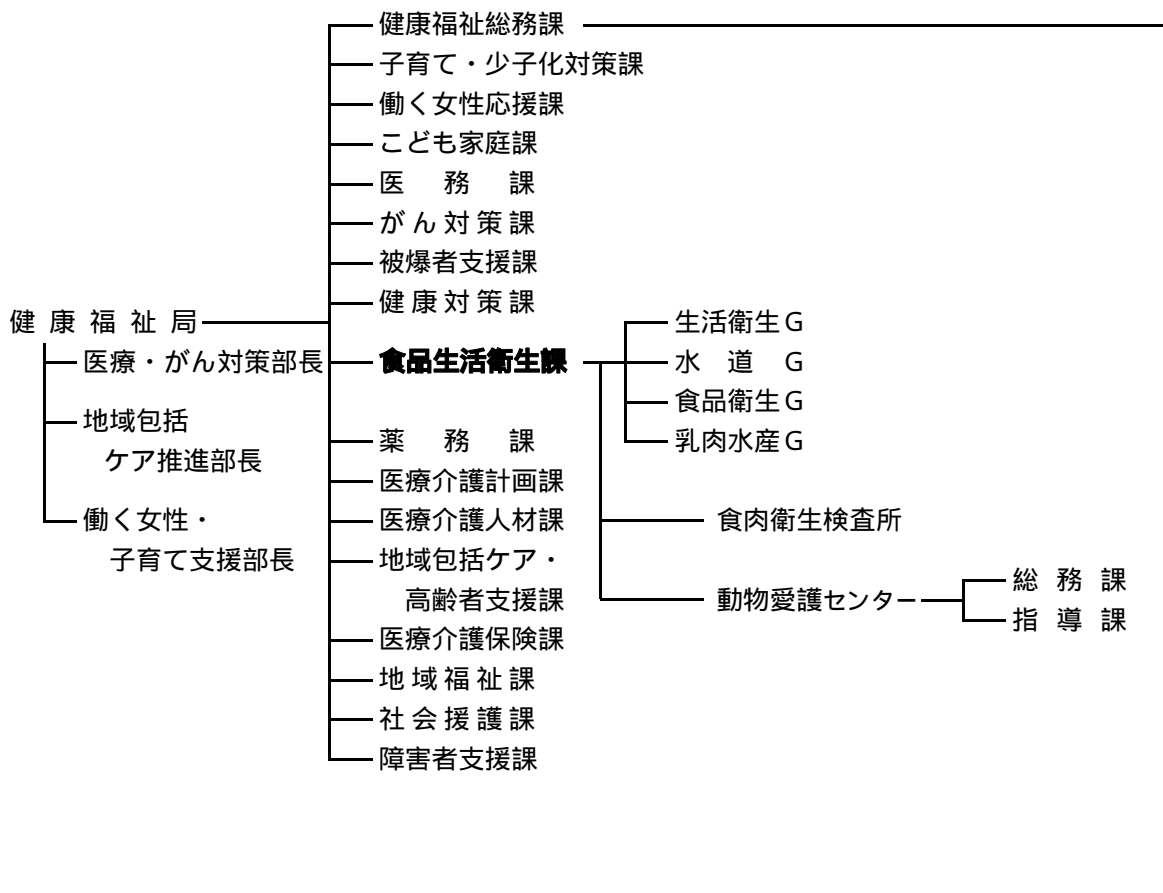 健康福祉総務課
子育て・少子化対策課
働く女性応援課
こども家庭課
医務課
がん対策課
被爆者支援課
健康対策課
健康福祉局
医療・がん対策部長
地域包括
ケア推進部長
働く女性・
子育て支援部長
食品生活衛生課
薬務課
医療介護計画課
医療介護人材課
地域包括ケア・
高齢者支援課
医療介護保険課
地域福祉課
社会援護課
障害者支援課
生活衛生G
水道G
食品衛生G
乳肉水産G
食肉衛生検査所
動物愛護センター
総務課
指導課